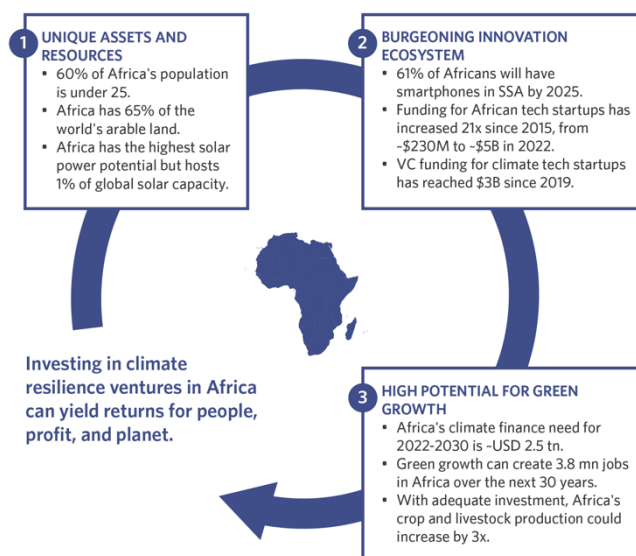 1
UNIQUE ASSETS AND
RESOURCES
• 60% of Africa's population
is under 25.
• Africa has 65% of the
world's arable land.
• Africa has the highest solar
power potential but hosts
1% of global solar capacity.
2
BURGEONING INNOVATION
ECOSYSTEM
• 61% of Africans will have
smartphones in SSA by 2025.
• Funding for African tech startups has
increased 21x since 2015, from
~$230M to ~$5B in 2022.
• VC funding for climate tech startups
has reached $3B since 2019.
Investing in climate
resilience ventures in Africa
can yield returns for people,
profit, and planet.
3
HIGH POTENTIAL FOR GREEN
GROWTH
• Africa's climate finance need for
2022-2030 is ~USD 2.5 tn.
• Green growth can create 3.8 mn jobs
in Africa over the next 30 years.
• With adequate investment, Africa's
crop and livestock production could
increase by 3x.